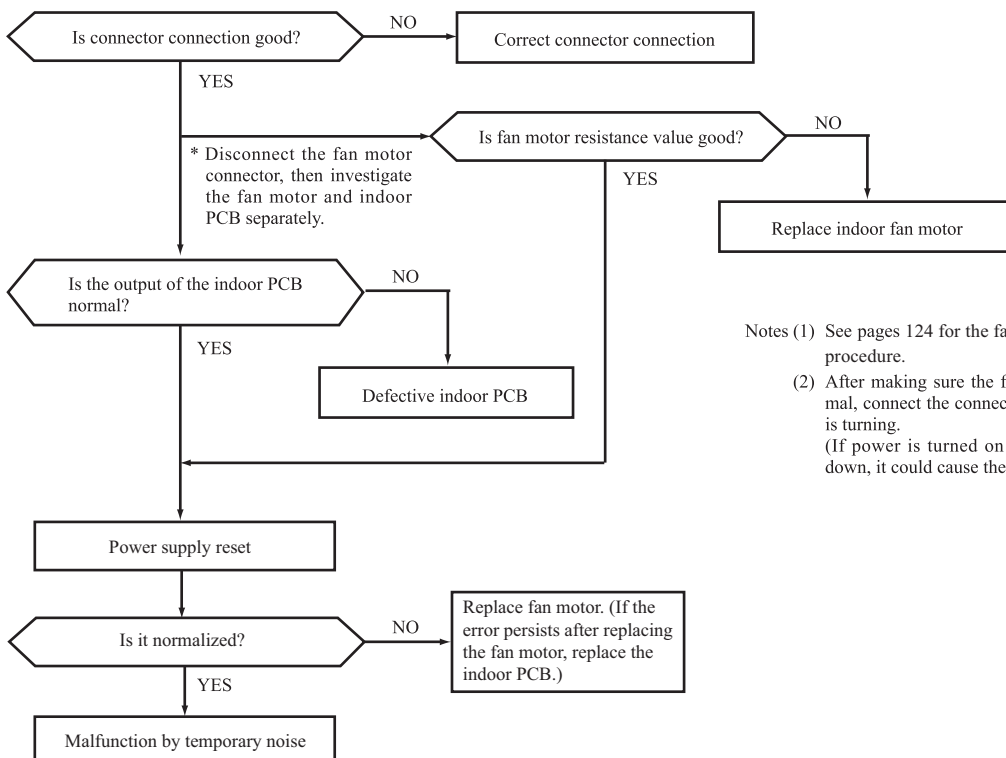 Is connector connection good?
NO
Correct connector connection
YES
Is fan motor resistance value good?
NO
* Disconnect the fan motor
connector, then investigate
the fan motor and indoor
PCB separately.
YES
Replace indoor fan motor
Is the output of the indoor PCB
normal?
NO
YES
Defective indoor PCB
Notes (1) See pages 124 for the
procedure.
(2) After making sure the
mal, connect the
is turning.
(If power is turned on
down, it could cause the
Power supply reset
Is it normalized?
NO
Replace fan motor. (If the
error persists after replacing
the fan motor, replace the
indoor PCB.)
YES
Malfunction by temporary noise